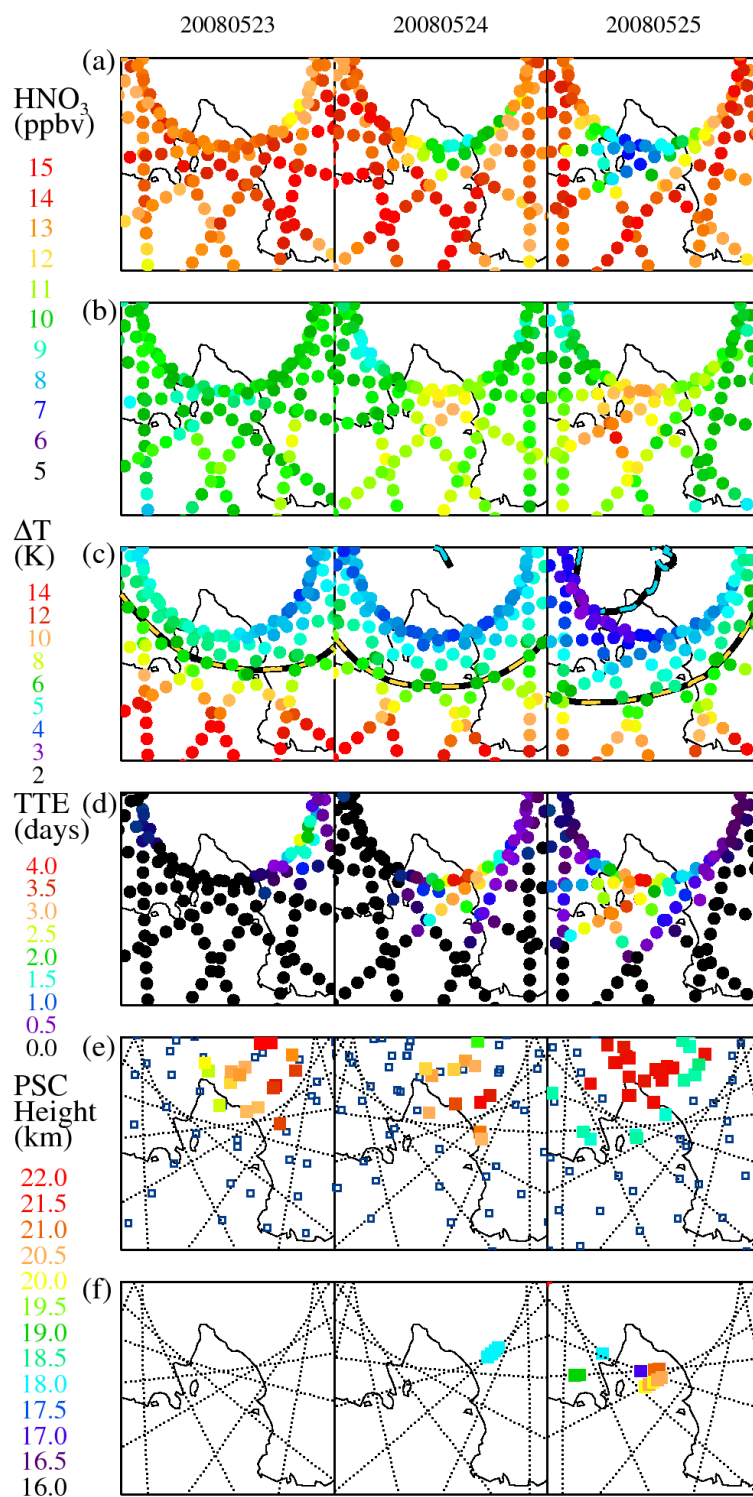 20080523 20080524 20080525
(a)
HNO3
(ppbv)
15
14
13
12
11
10
9
8
7
6
5
(b)
(c)
ΔT
(K)
14
12
10
8
6
5
4
3
2
(d)
TTE
(days)
4.0
3.5
3.0
2.5
2.0
1.5
1.0
0.5
0.0
(e)
PSC
Height
(km)
22.0
21.5
21.0
20.5
20.0
19.5
19.0
18.5
18.0
17.5
17.0
16.5
16.0
(f)